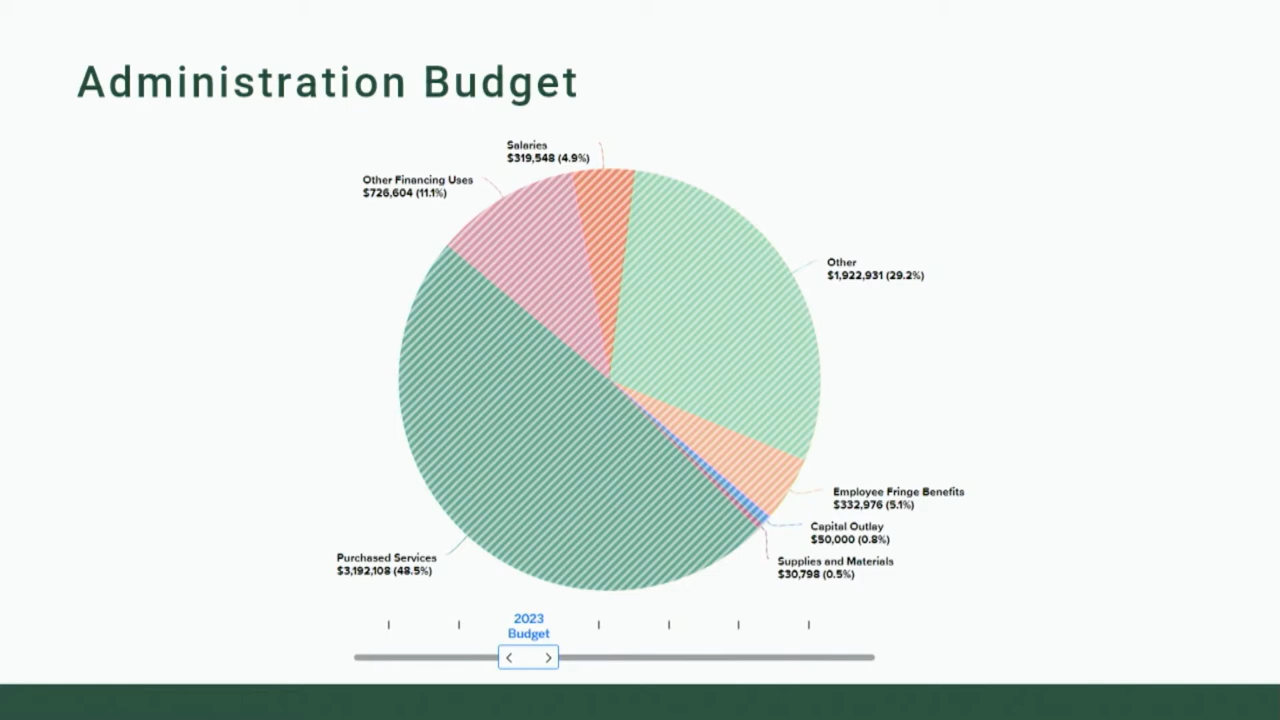 Administration Budget
Salaries
$319,548 (4.9%)
Other Financing Uses
$726,604 (11.1%)
Other
$1,922,931 (29.2%)
Employee Fringe Benefits
$332,976 (5.1%)
Capital Outlay
$50,000 (0.8%)
Supplies and Materials
$30,798 (0.5%)
Purchased Services
$3,192,108 (48.5%)
2023
Budget